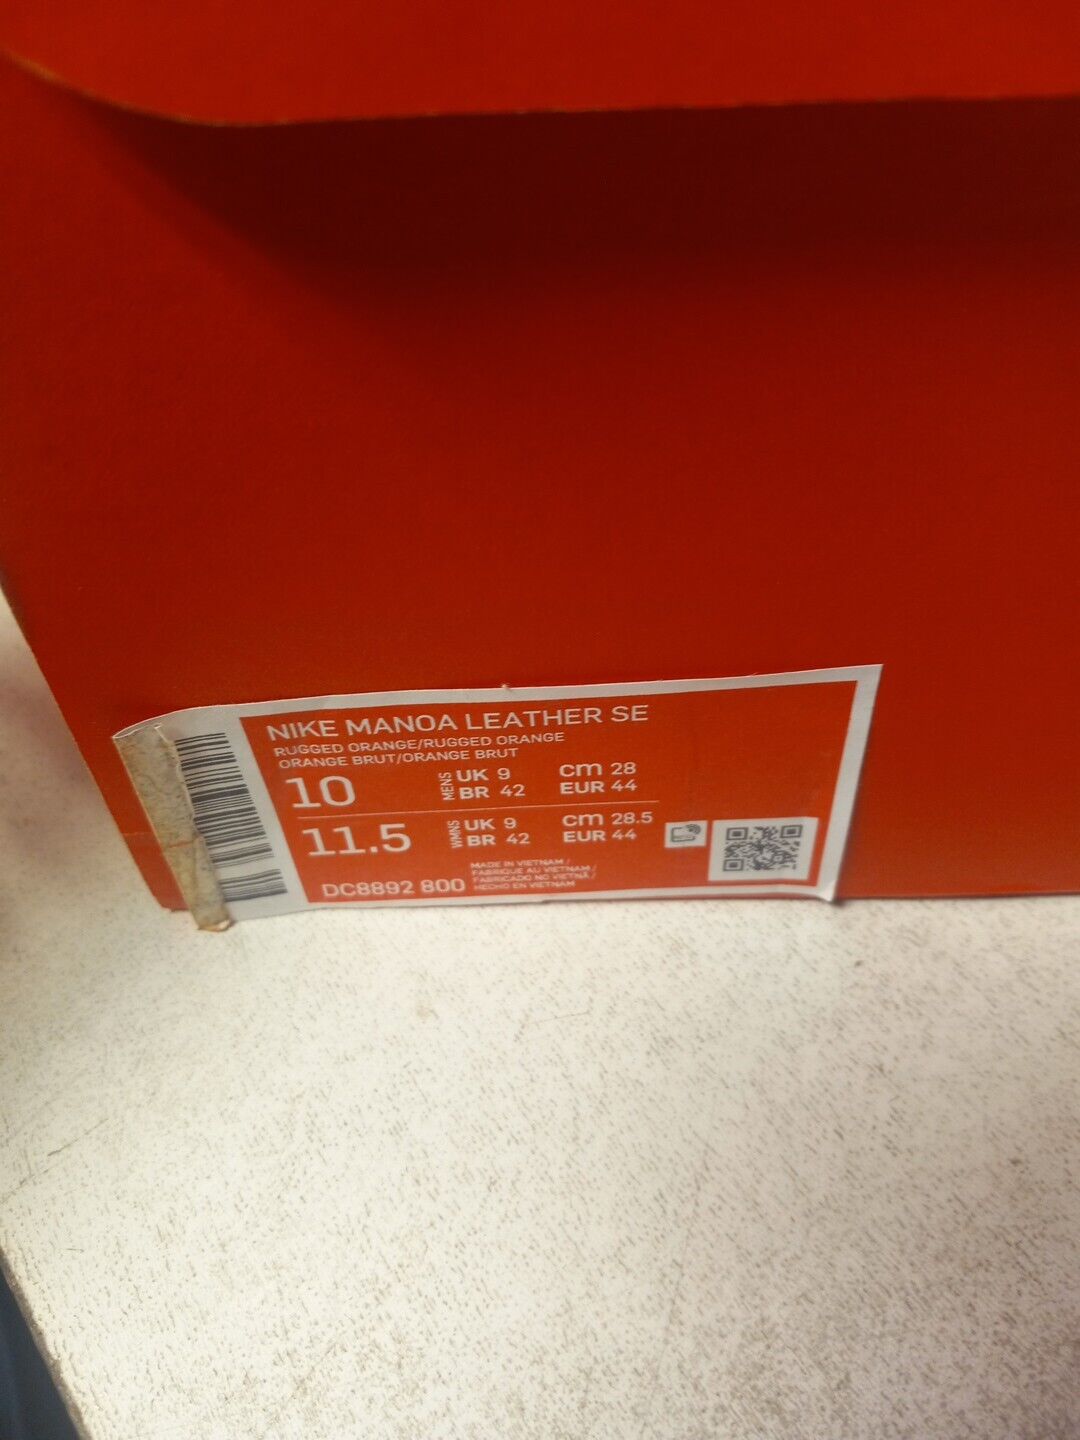 NIKE MANOA LEATHER SE
RUGGED ORANGE/RUGGED ORANGE
ORANGE BRUT/ORANGE BRUT
10 MENS UK 9 cm 28
BR 42 EUR 44
11.5 WMNS UK 9 cm 28.5
BR 42 EUR 44
DC8892 800
MADE IN VIETNAM /
FABRIQUE AU VIETNAM /
FABRICADO NO VIETNÃ /
HECHO EN VIETNAM